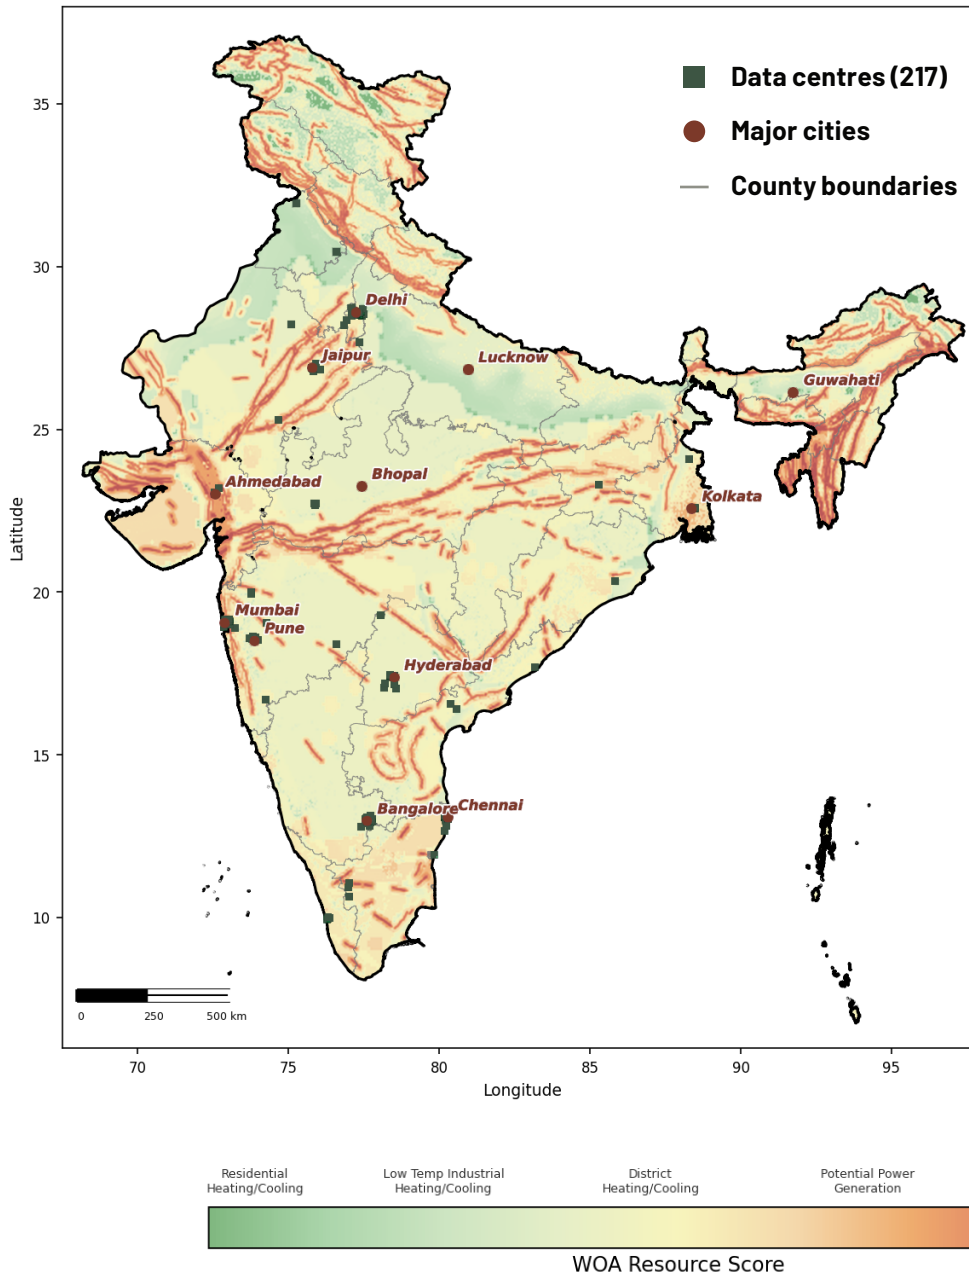 Data centres (217)
Major cities
County boundaries
35
30
25
20
15
10
Latitude
Delhi
Jaipur
Lucknow
Guwahati
Ahmedabad
Bhopal
Kolkata
Mumbai
Pune
Hyderabad
Bangalore
Chennai
0 250 500 km
70 75 80 85 90 95
Longitude
Residential Heating/Cooling
Low Temp Industrial Heating/Cooling
District Heating/Cooling
Potential Power Generation
WOA Resource Score